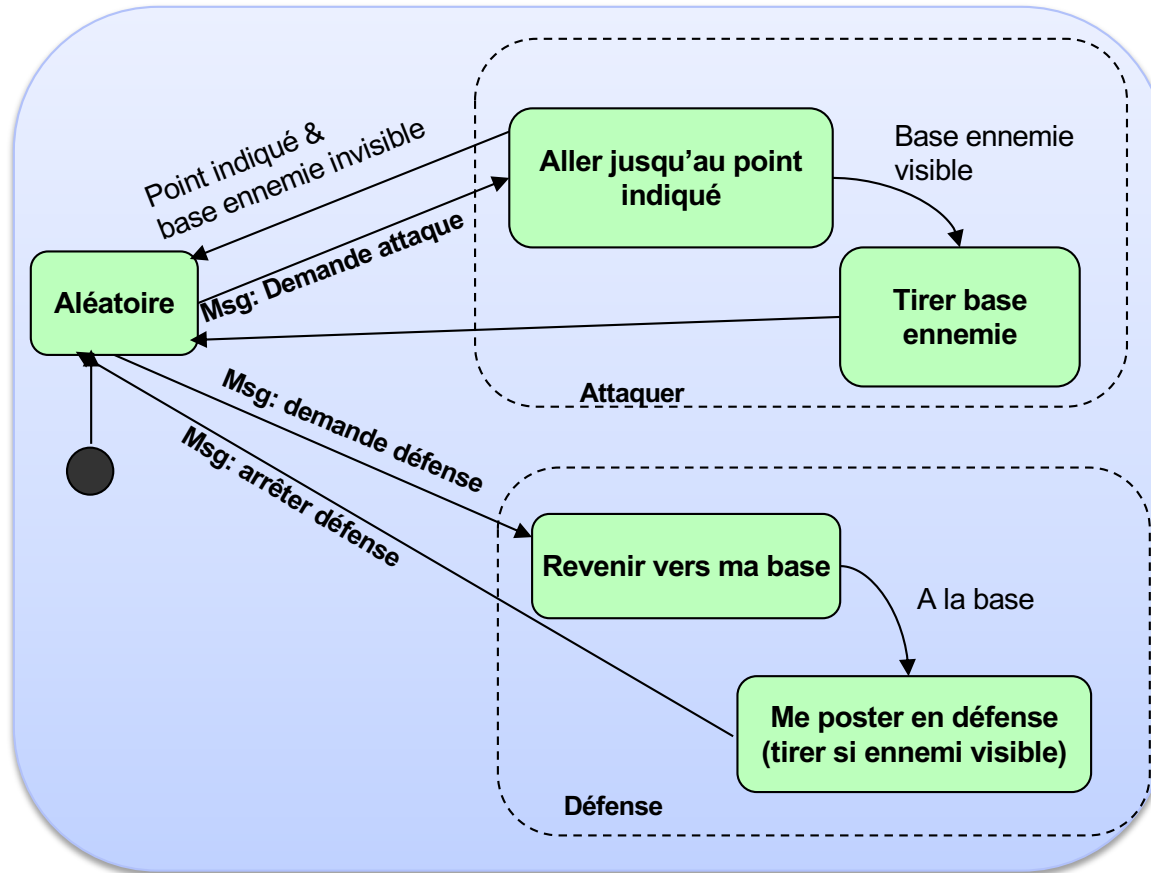 Point indiqué &
base ennemie invisible
Aller jusqu’au point
indiqué
Base ennemie
visible
Msg: Demande attaque
Aléatoire
Tirer base
ennemie
Attaquer
Msg: demande défense
Msg: arrêter défense
Revenir vers ma base
A la base
Me poster en défense
(tirer si ennemi visible)
Défense